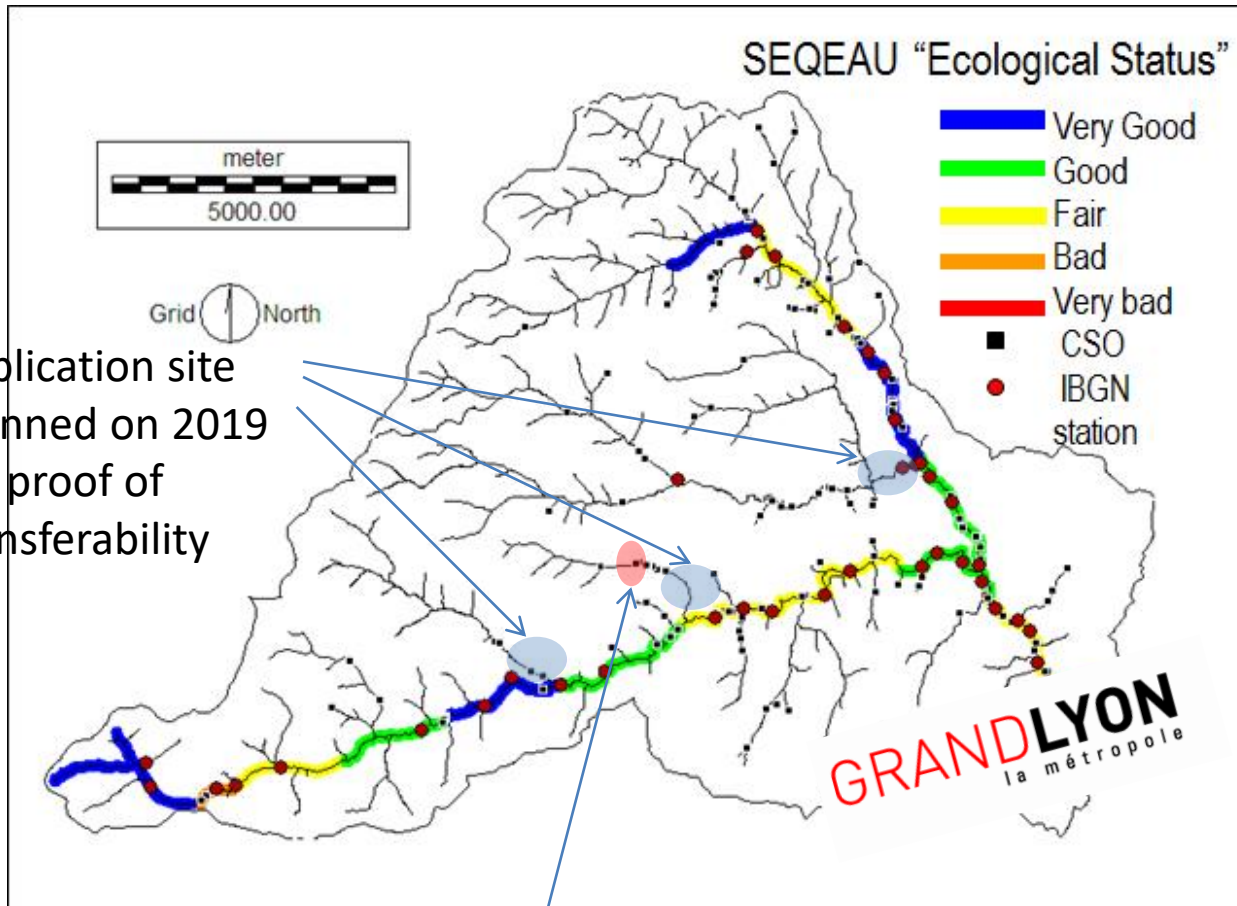 SEQEAU "Ecological Status"
Very Good
Good
Fair
Bad
Very bad
CSO
IBGN
station
meter
5000.00
Grid North
plication site
nned on 2019
proof of
nsferability
GRANDLYON
la métropole